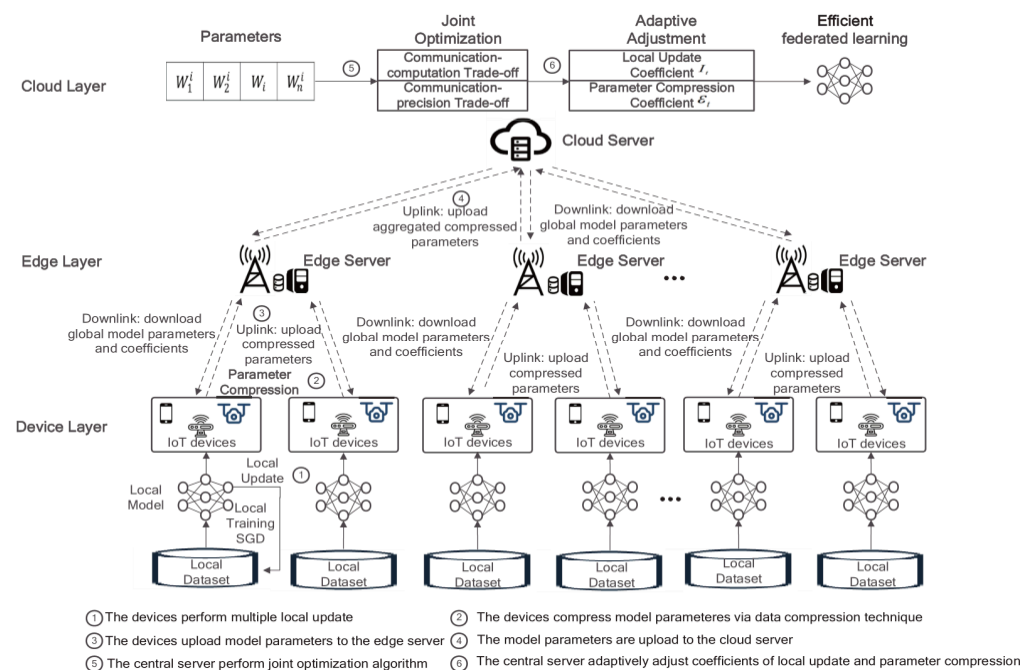 Parameters
Joint
Optimization
Adaptive
Adjustment
Efficient
federated learning
Cloud Layer
W₁ⁱ W₂ⁱ Wᵢ Wₙⁱ
⑤
Communication-
computation Trade-off
Communication-
precision Trade-off
⑥
Local Update
Coefficient Iₜ
Parameter Compression
Coefficient εₜ
Cloud Server
④
Uplink: upload
aggregated compressed
parameters
Downlink: download
global model parameters
and coefficients
Edge Layer
Edge Server
Edge Server
...
Edge Server
Downlink: download
global model parameters
and coefficients
③
Uplink: upload
compressed
parameters
Downlink: download
global model parameters
and coefficients
Uplink: upload
compressed
parameters
Downlink: download
global model parameters
and coefficients
Uplink: upload
compressed
parameters
Parameter
Compression
②
Device Layer
IoT devices
IoT devices
IoT devices
IoT devices
IoT devices
IoT devices
Local
Model
Local
Update
①
Local
Training
SGD
...
Local
Dataset
Local
Dataset
Local
Dataset
Local
Dataset
Local
Dataset
Local
Dataset
① The devices perform multiple local update
② The devices compress model parameteres via data compression technique
③ The devices upload model parameters to the edge server
④ The model parameters are upload to the cloud server
⑤ The central server perform joint optimization algorithm
⑥ The central server adaptively adjust coefficients of local update and parameter compression